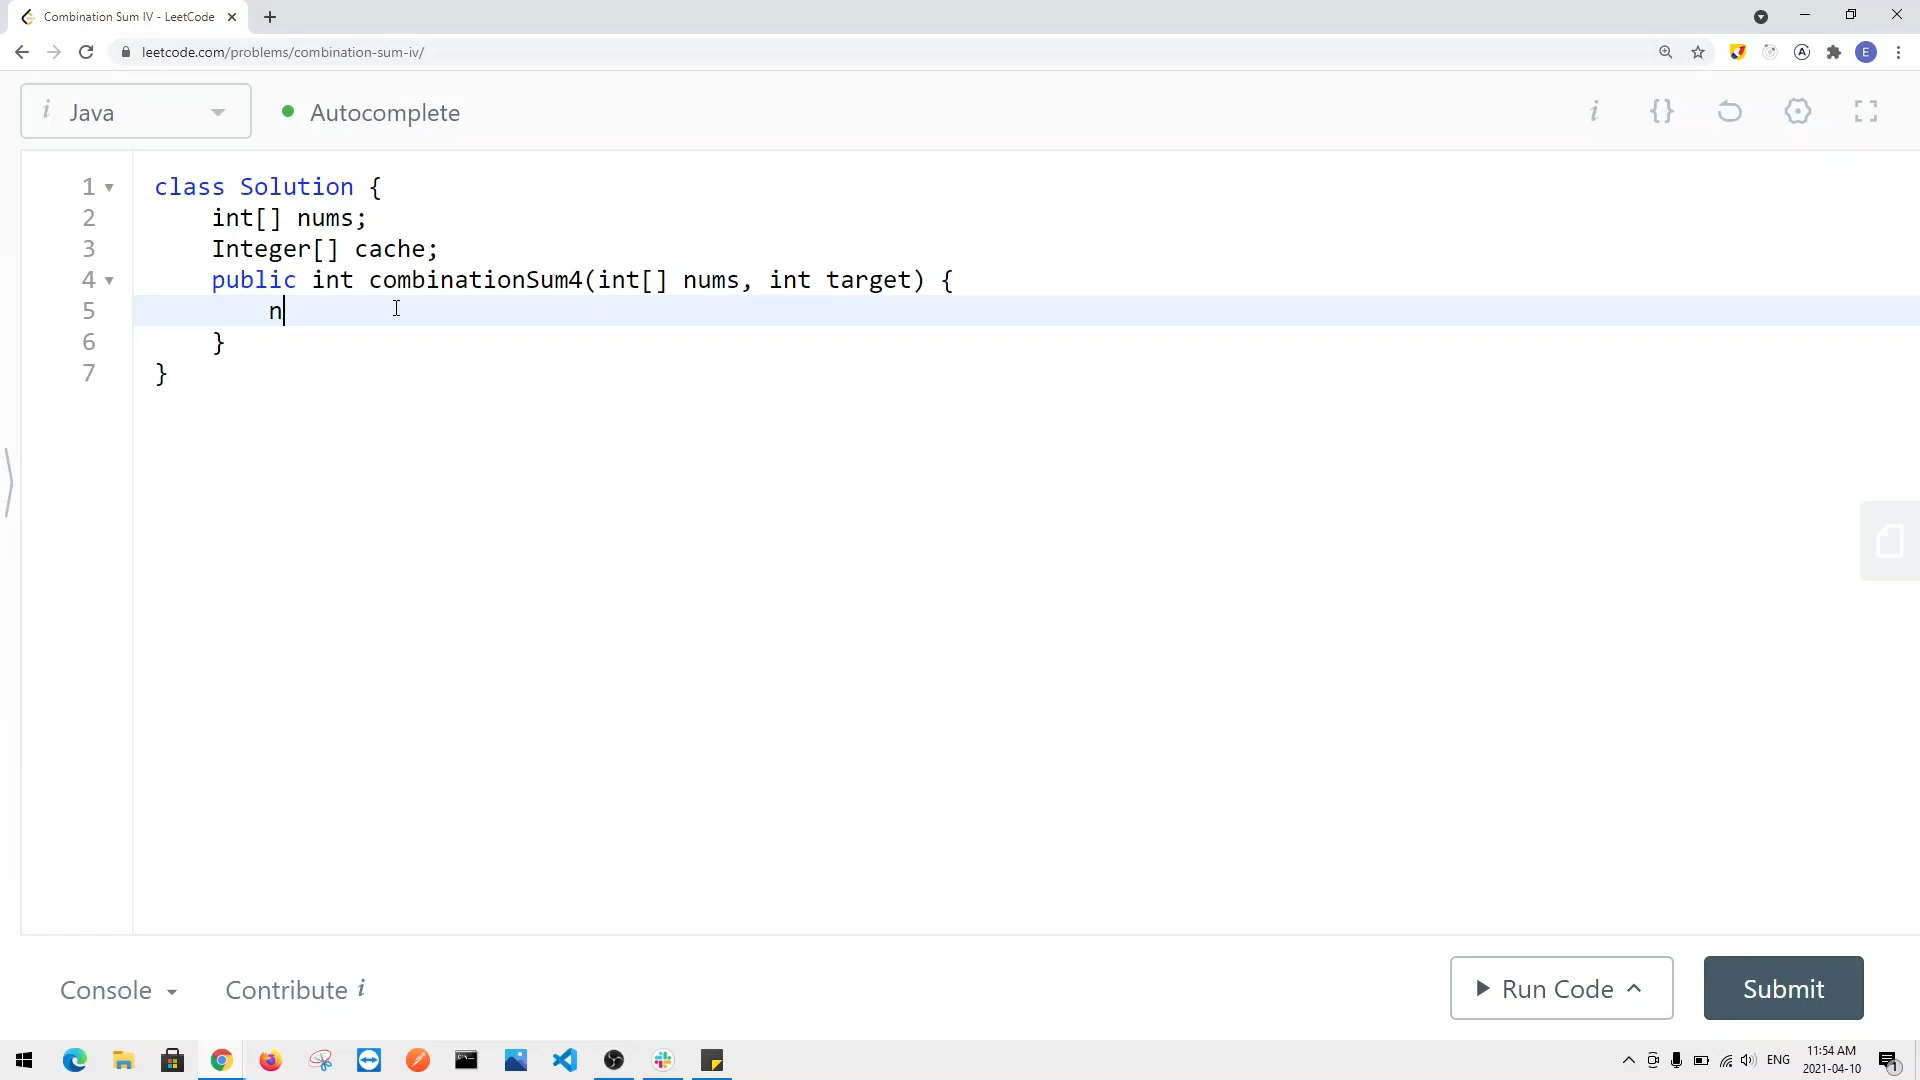 Combination Sum IV - LeetCode
leetcode.com/problems/combination-sum-iv/
E
i Java
Autocomplete
i {}
1 class Solution {
2 int[] nums;
3 Integer[] cache;
4 public int combinationSum4(int[] nums, int target) {
5 n
6 }
7 }
Console
Contribute i
Run Code
Submit
ENG
11:54 AM
2021-04-10
1